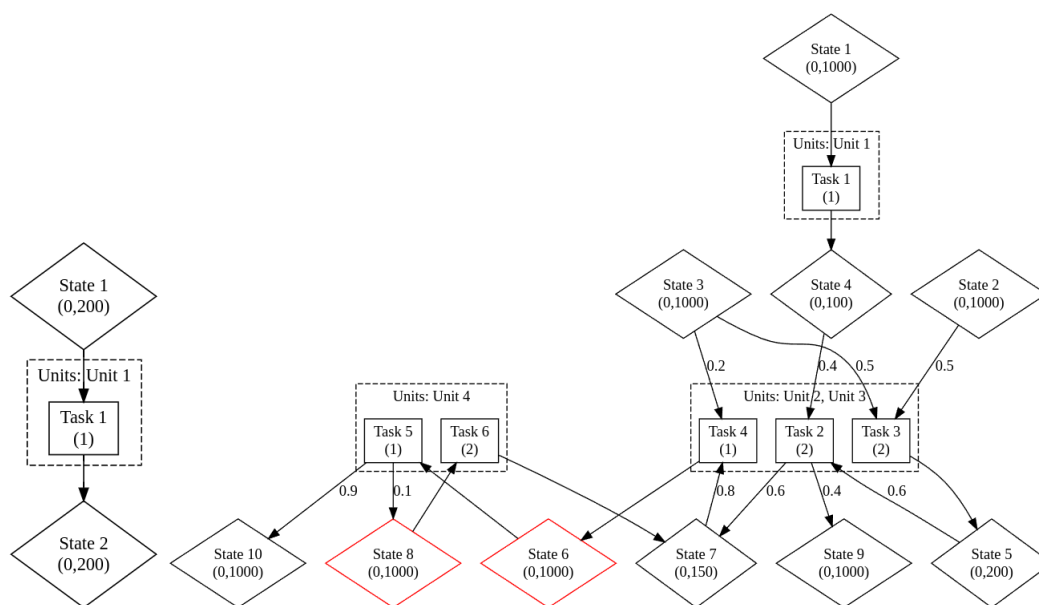 State 1
(0,1000)
Units: Unit 1
Task 1
(1)
State 1
(0,200)
State 3
(0,1000)
State 4
(0,100)
State 2
(0,1000)
Units: Unit 1
Task 1
(1)
0.2
0.4
0.5
0.5
Units: Unit 4
Task 5
(1)
Task 6
(2)
Units: Unit 2, Unit 3
Task 4
(1)
Task 2
(2)
Task 3
(2)
0.9
0.1
0.8
0.6
0.4
0.6
State 2
(0,200)
State 10
(0,1000)
State 8
(0,1000)
State 6
(0,1000)
State 7
(0,150)
State 9
(0,1000)
State 5
(0,200)